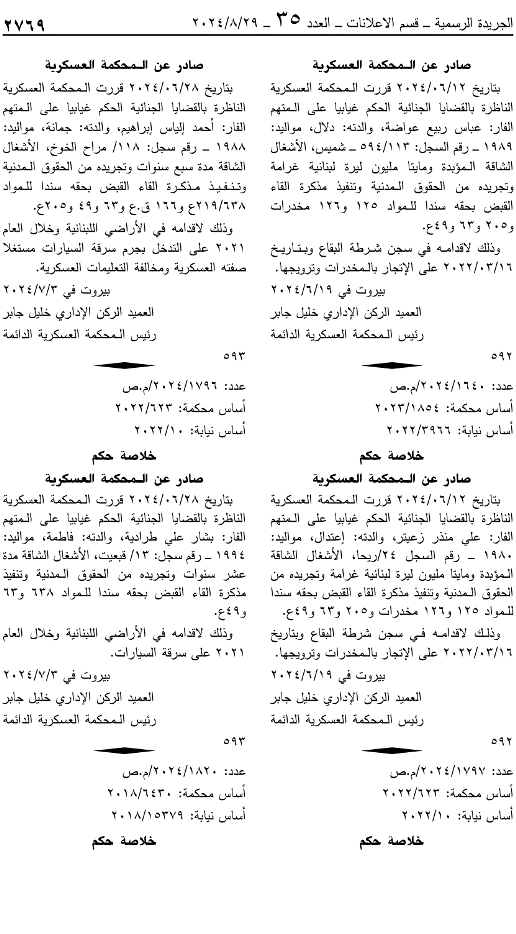 الجريدة الرسمية ــ قسم الاعلانات ــ العدد ٣٥ ــ ٢٠٢٤/٨/٢٩
٢٧٦٩
صادر عن المحكمة العسكرية
بتاريخ ٢٠٢٤/٠٦/١٢ قررت المحكمة العسكرية
الناظرة بالقضايا الجنائية الحكم غيابيا على المتهم
الفار: عباس ربيع عواضة، والدته: دلال، مواليد:
١٩٨٩ ــ رقم السجل: ٥٩٤/١١٣ ــ شميس، الأشغال
الشاقة المؤبدة ومايتا مليون ليرة لبنانية غرامة
وتجريده من الحقوق المدنية وتنفيذ مذكرة القاء
القبض بحقه سندا للمواد ١٢٥ و١٢٦ مخدرات
و٢٠٥ و٦٣ و٤٩ع.
وذلك لاقدامه في سجن شرطة البقاع وبتاريخ
٢٠٢٢/٠٣/١٦ على الإتجار بالمخدرات وترويجها.
بيروت في ٢٠٢٤/٦/١٩
العميد الركن الإداري خليل جابر
رئيس المحكمة العسكرية الدائمة
٥٩٢
عدد: ٢٠٢٤/١٦٤٠/م.ص
أساس محكمة: ٢٠٢٣/١٨٥٤
أساس نيابة: ٢٠٢٢/٣٩٦٦
خلاصة حكم
صادر عن المحكمة العسكرية
بتاريخ ٢٠٢٤/٠٦/١٢ قررت المحكمة العسكرية
الناظرة بالقضايا الجنائية الحكم غيابيا على المتهم
الفار: علي منذر زعيتر، والدته: إعتدال، مواليد:
١٩٨٠ ــ رقم السجل ٢٤/ريحا، الأشغال الشاقة
المؤبدة ومايتا مليون ليرة لبنانية غرامة وتجريده من
الحقوق المدنية وتنفيذ مذكرة القاء القبض بحقه سندا
للمواد ١٢٥ و١٢٦ مخدرات و٢٠٥ و٦٣ و٤٩ع.
وذلك لاقدامه في سجن شرطة البقاع وبتاريخ
٢٠٢٢/٠٣/١٦ على الإتجار بالمخدرات وترويجها.
بيروت في ٢٠٢٤/٦/١٩
العميد الركن الإداري خليل جابر
رئيس المحكمة العسكرية الدائمة
٥٩٢
عدد: ٢٠٢٤/١٧٩٧/م.ص
أساس محكمة: ٢٠٢٢/٦٢٣
أساس نيابة: ٢٠٢٢/١٠
خلاصة حكم
صادر عن المحكمة العسكرية
بتاريخ ٢٠٢٤/٠٦/٢٨ قررت المحكمة العسكرية
الناظرة بالقضايا الجنائية الحكم غيابيا على المتهم
الفار: أحمد إلياس إبراهيم، والدته: جمانة، مواليد:
١٩٨٨ ــ رقم سجل: ١١٨/ مراح الخوخ، الأشغال
الشاقة مدة سبع سنوات وتجريده من الحقوق المدنية
وتنفيذ مذكرة القاء القبض بحقه سندا للمواد
٢١٩/٦٣٨ع و١٦٦ ق.ع و٦٣ و٤٩ و٢٠٥ع.
وذلك لاقدامه في الأراضي اللبنانية وخلال العام
٢٠٢١ على التدخل بجرم سرقة السيارات مستغلا
صفته العسكرية ومخالفة التعليمات العسكرية.
بيروت في ٢٠٢٤/٧/٣
العميد الركن الإداري خليل جابر
رئيس المحكمة العسكرية الدائمة
٥٩٣
عدد: ٢٠٢٤/١٧٩٦/م.ص
أساس محكمة: ٢٠٢٢/٦٢٣
أساس نيابة: ٢٠٢٢/١٠
خلاصة حكم
صادر عن المحكمة العسكرية
بتاريخ ٢٠٢٤/٠٦/٢٨ قررت المحكمة العسكرية
الناظرة بالقضايا الجنائية الحكم غيابيا على المتهم
الفار: بشار علي طرادية، والدته: فاطمة، مواليد:
١٩٩٤ ــ رقم سجل: ١٣/ قبعيت، الأشغال الشاقة مدة
عشر سنوات وتجريده من الحقوق المدنية وتنفيذ
مذكرة القاء القبض بحقه سندا للمواد ٦٣٨ و٦٣
و٤٩ع.
وذلك لاقدامه في الأراضي اللبنانية وخلال العام
٢٠٢١ على سرقة السيارات.
بيروت في ٢٠٢٤/٧/٣
العميد الركن الإداري خليل جابر
رئيس المحكمة العسكرية الدائمة
٥٩٣
عدد: ٢٠٢٤/١٨٢٠/م.ص
أساس محكمة: ٢٠١٨/٦٤٣٠
أساس نيابة: ٢٠١٨/١٥٣٧٩
خلاصة حكم